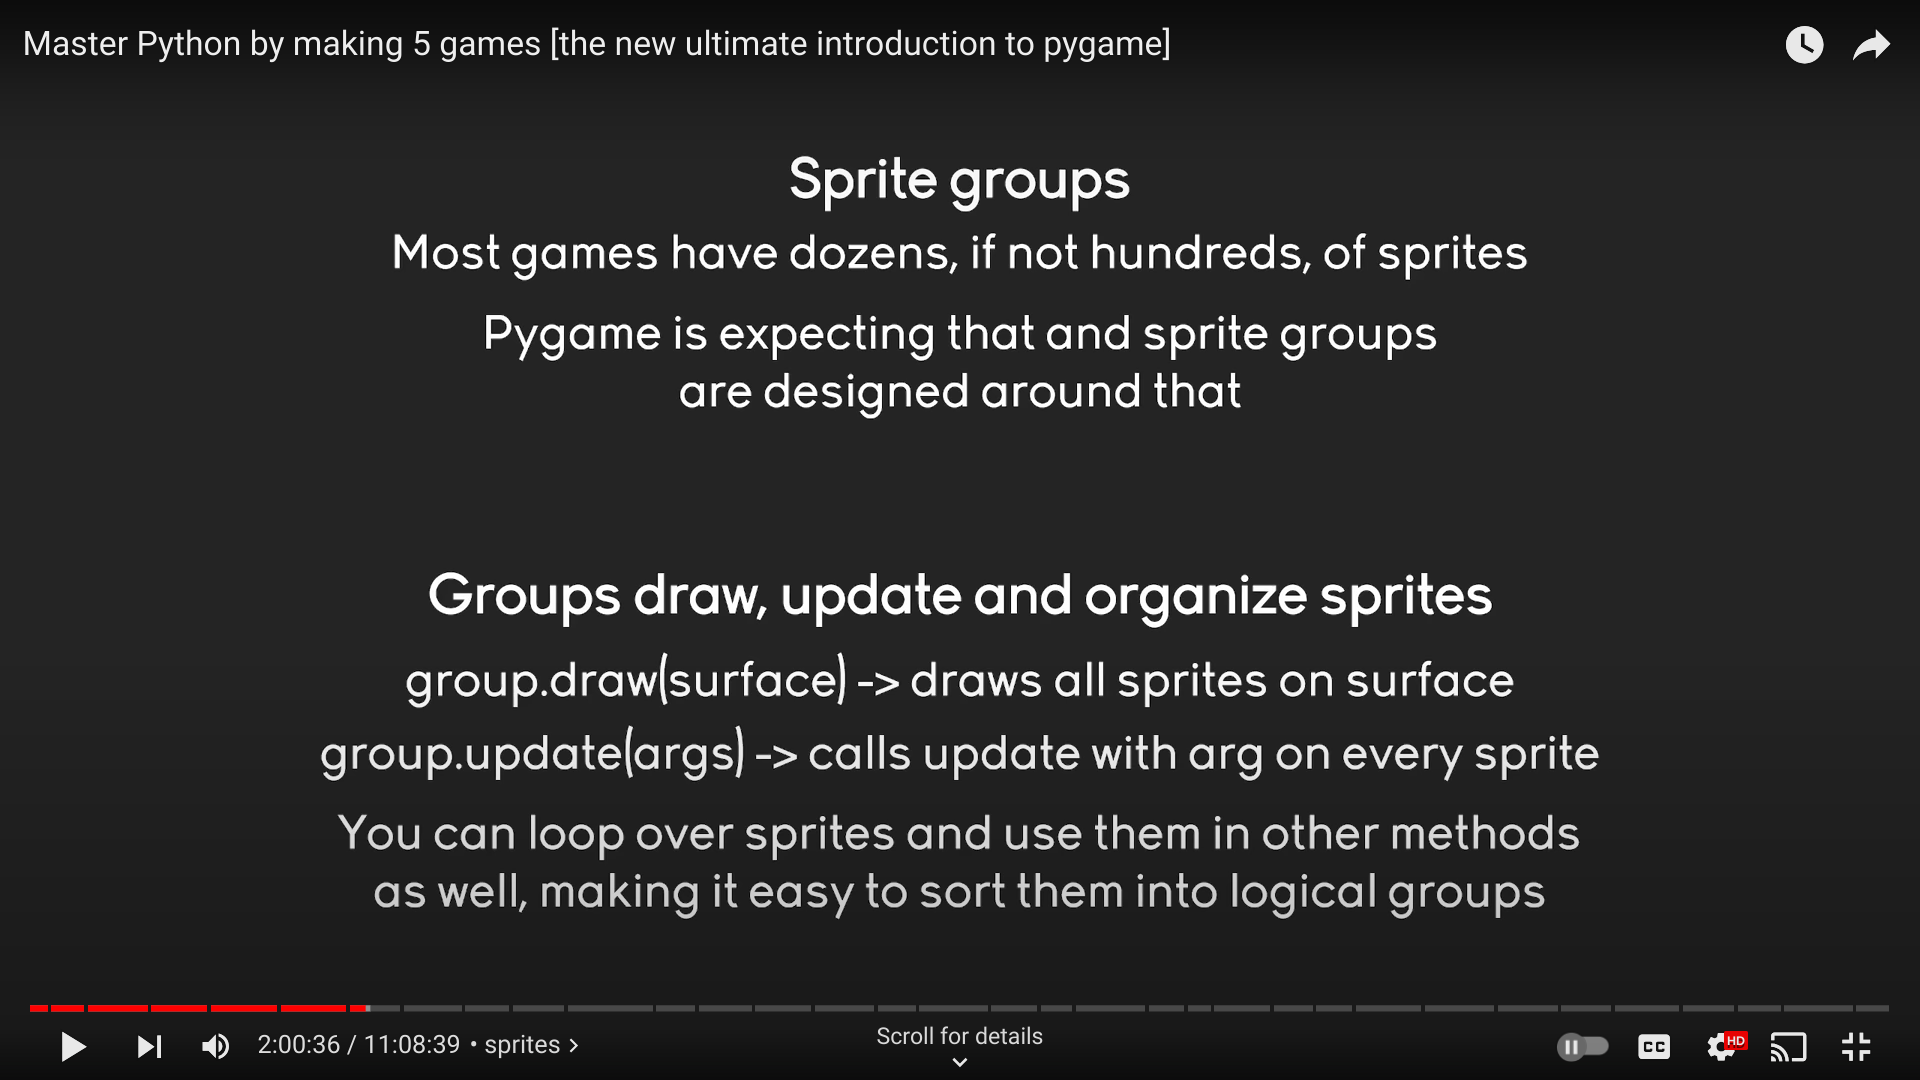 Master Python by making 5 games [the new ultimate introduction to pygame]
Sprite groups
Most games have dozens, if not hundreds, of sprites
Pygame is expecting that and sprite groups
are designed around that
Groups draw, update and organize sprites
group.draw(surface) -> draws all sprites on surface
group.update(args) -> calls update with arg on every sprite
You can loop over sprites and use them in other methods
as well, making it easy to sort them into logical groups
2:00:36 / 11:08:39 • sprites >
Scroll for details
CC
HD